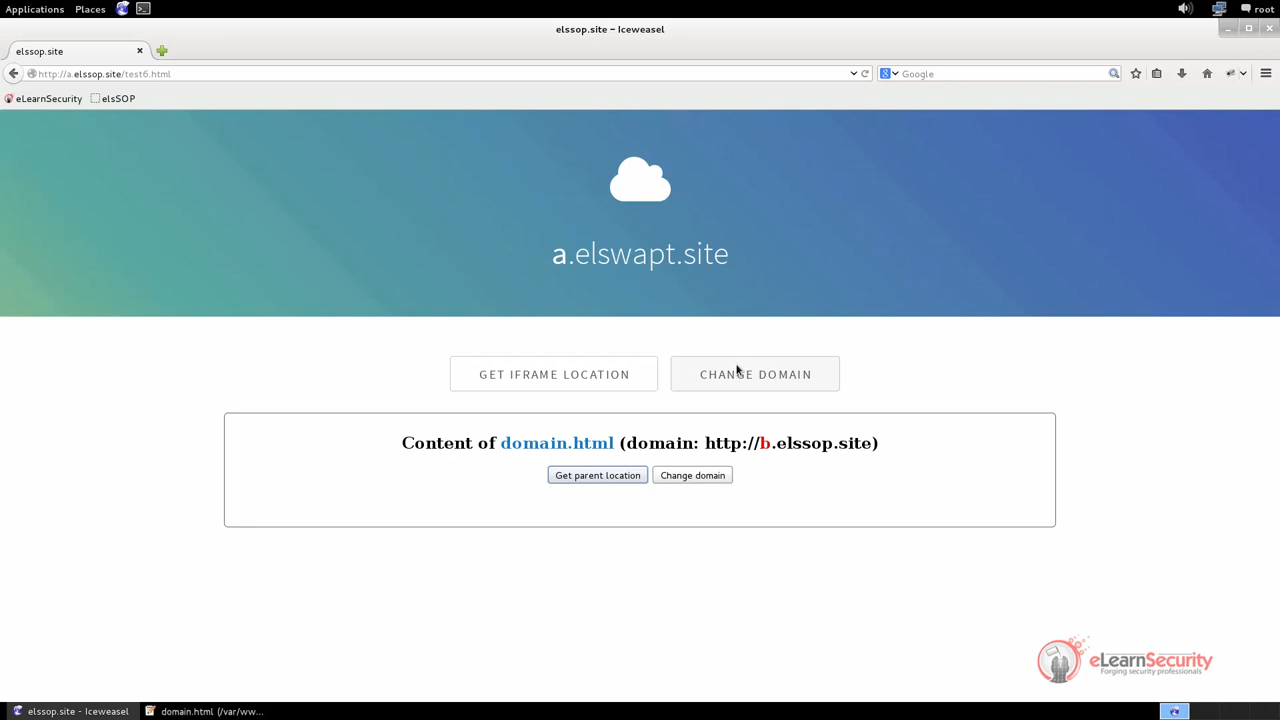 Applications Places root
elssop.site - Iceweasel
elssop.site
http://a.elssop.site/test6.html Google
eLearnSecurity elsSOP
a.elswapt.site
GET IFRAME LOCATION CHANGE DOMAIN
Content of domain.html (domain: http://b.elssop.site)
Get parent location Change domain
eLearnSecurity
Forging security professionals
elssop.site - Iceweasel domain.html (/var/ww...